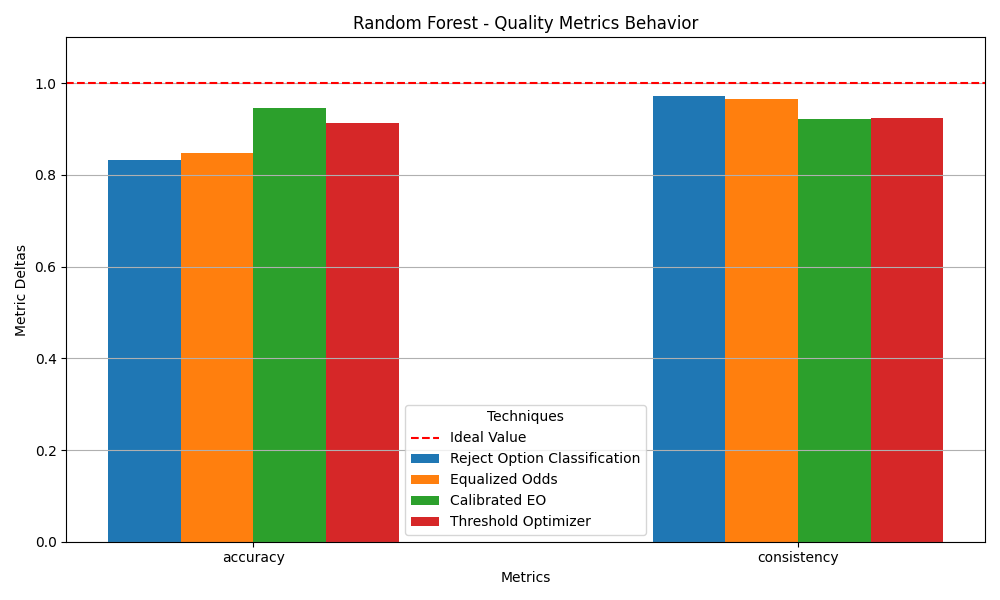 Random Forest - Quality Metrics Behavior
Metric Deltas
1.0
0.8
0.6
0.4
0.2
0.0
Techniques
Ideal Value
Reject Option Classification
Equalized Odds
Calibrated EO
Threshold Optimizer
accuracy
consistency
Metrics